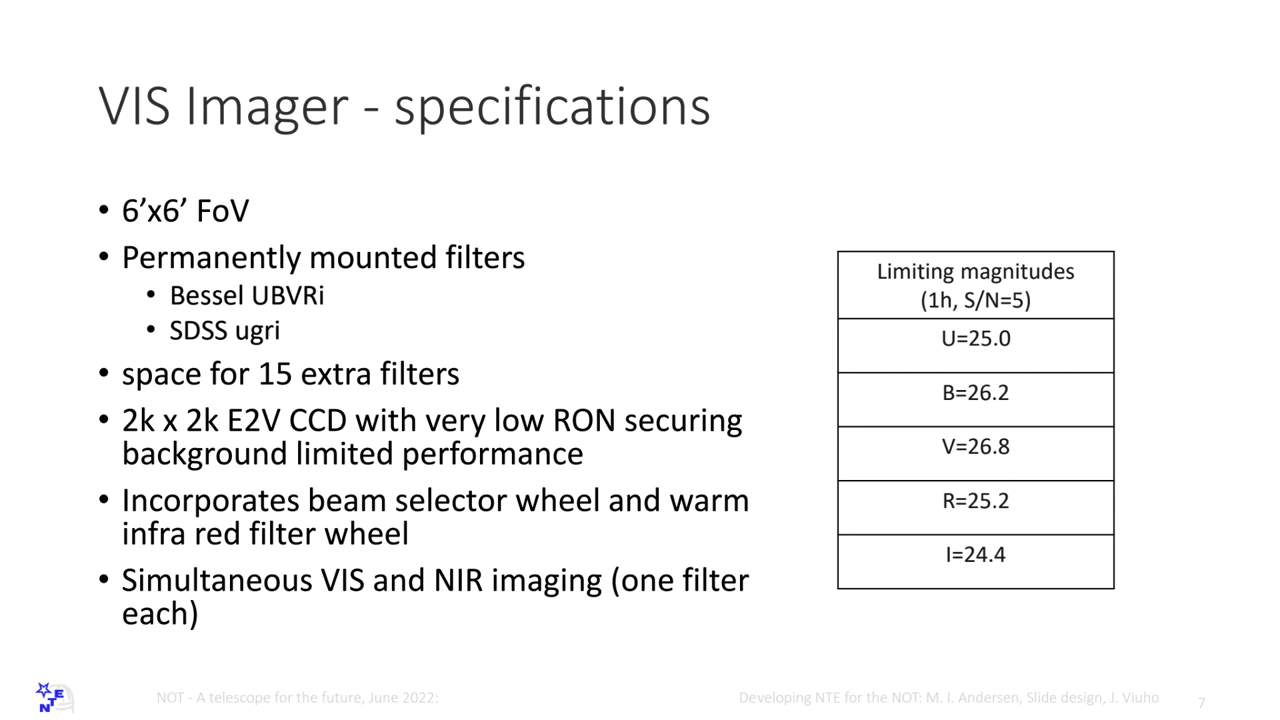 VIS Imager - specifications
• 6’x6’ FoV
• Permanently mounted filters
• Bessel UBVRi
• SDSS ugri
• space for 15 extra filters
• 2k x 2k E2V CCD with very low RON securing
background limited performance
• Incorporates beam selector wheel and warm
infra red filter wheel
• Simultaneous VIS and NIR imaging (one filter
each)
Limiting magnitudes
(1h, S/N=5)
U=25.0
B=26.2
V=26.8
R=25.2
I=24.4
NTE
NOT - A telescope for the future, June 2022:
Developing NTE for the NOT: M. I. Andersen, Slide design, J. Viuho
7